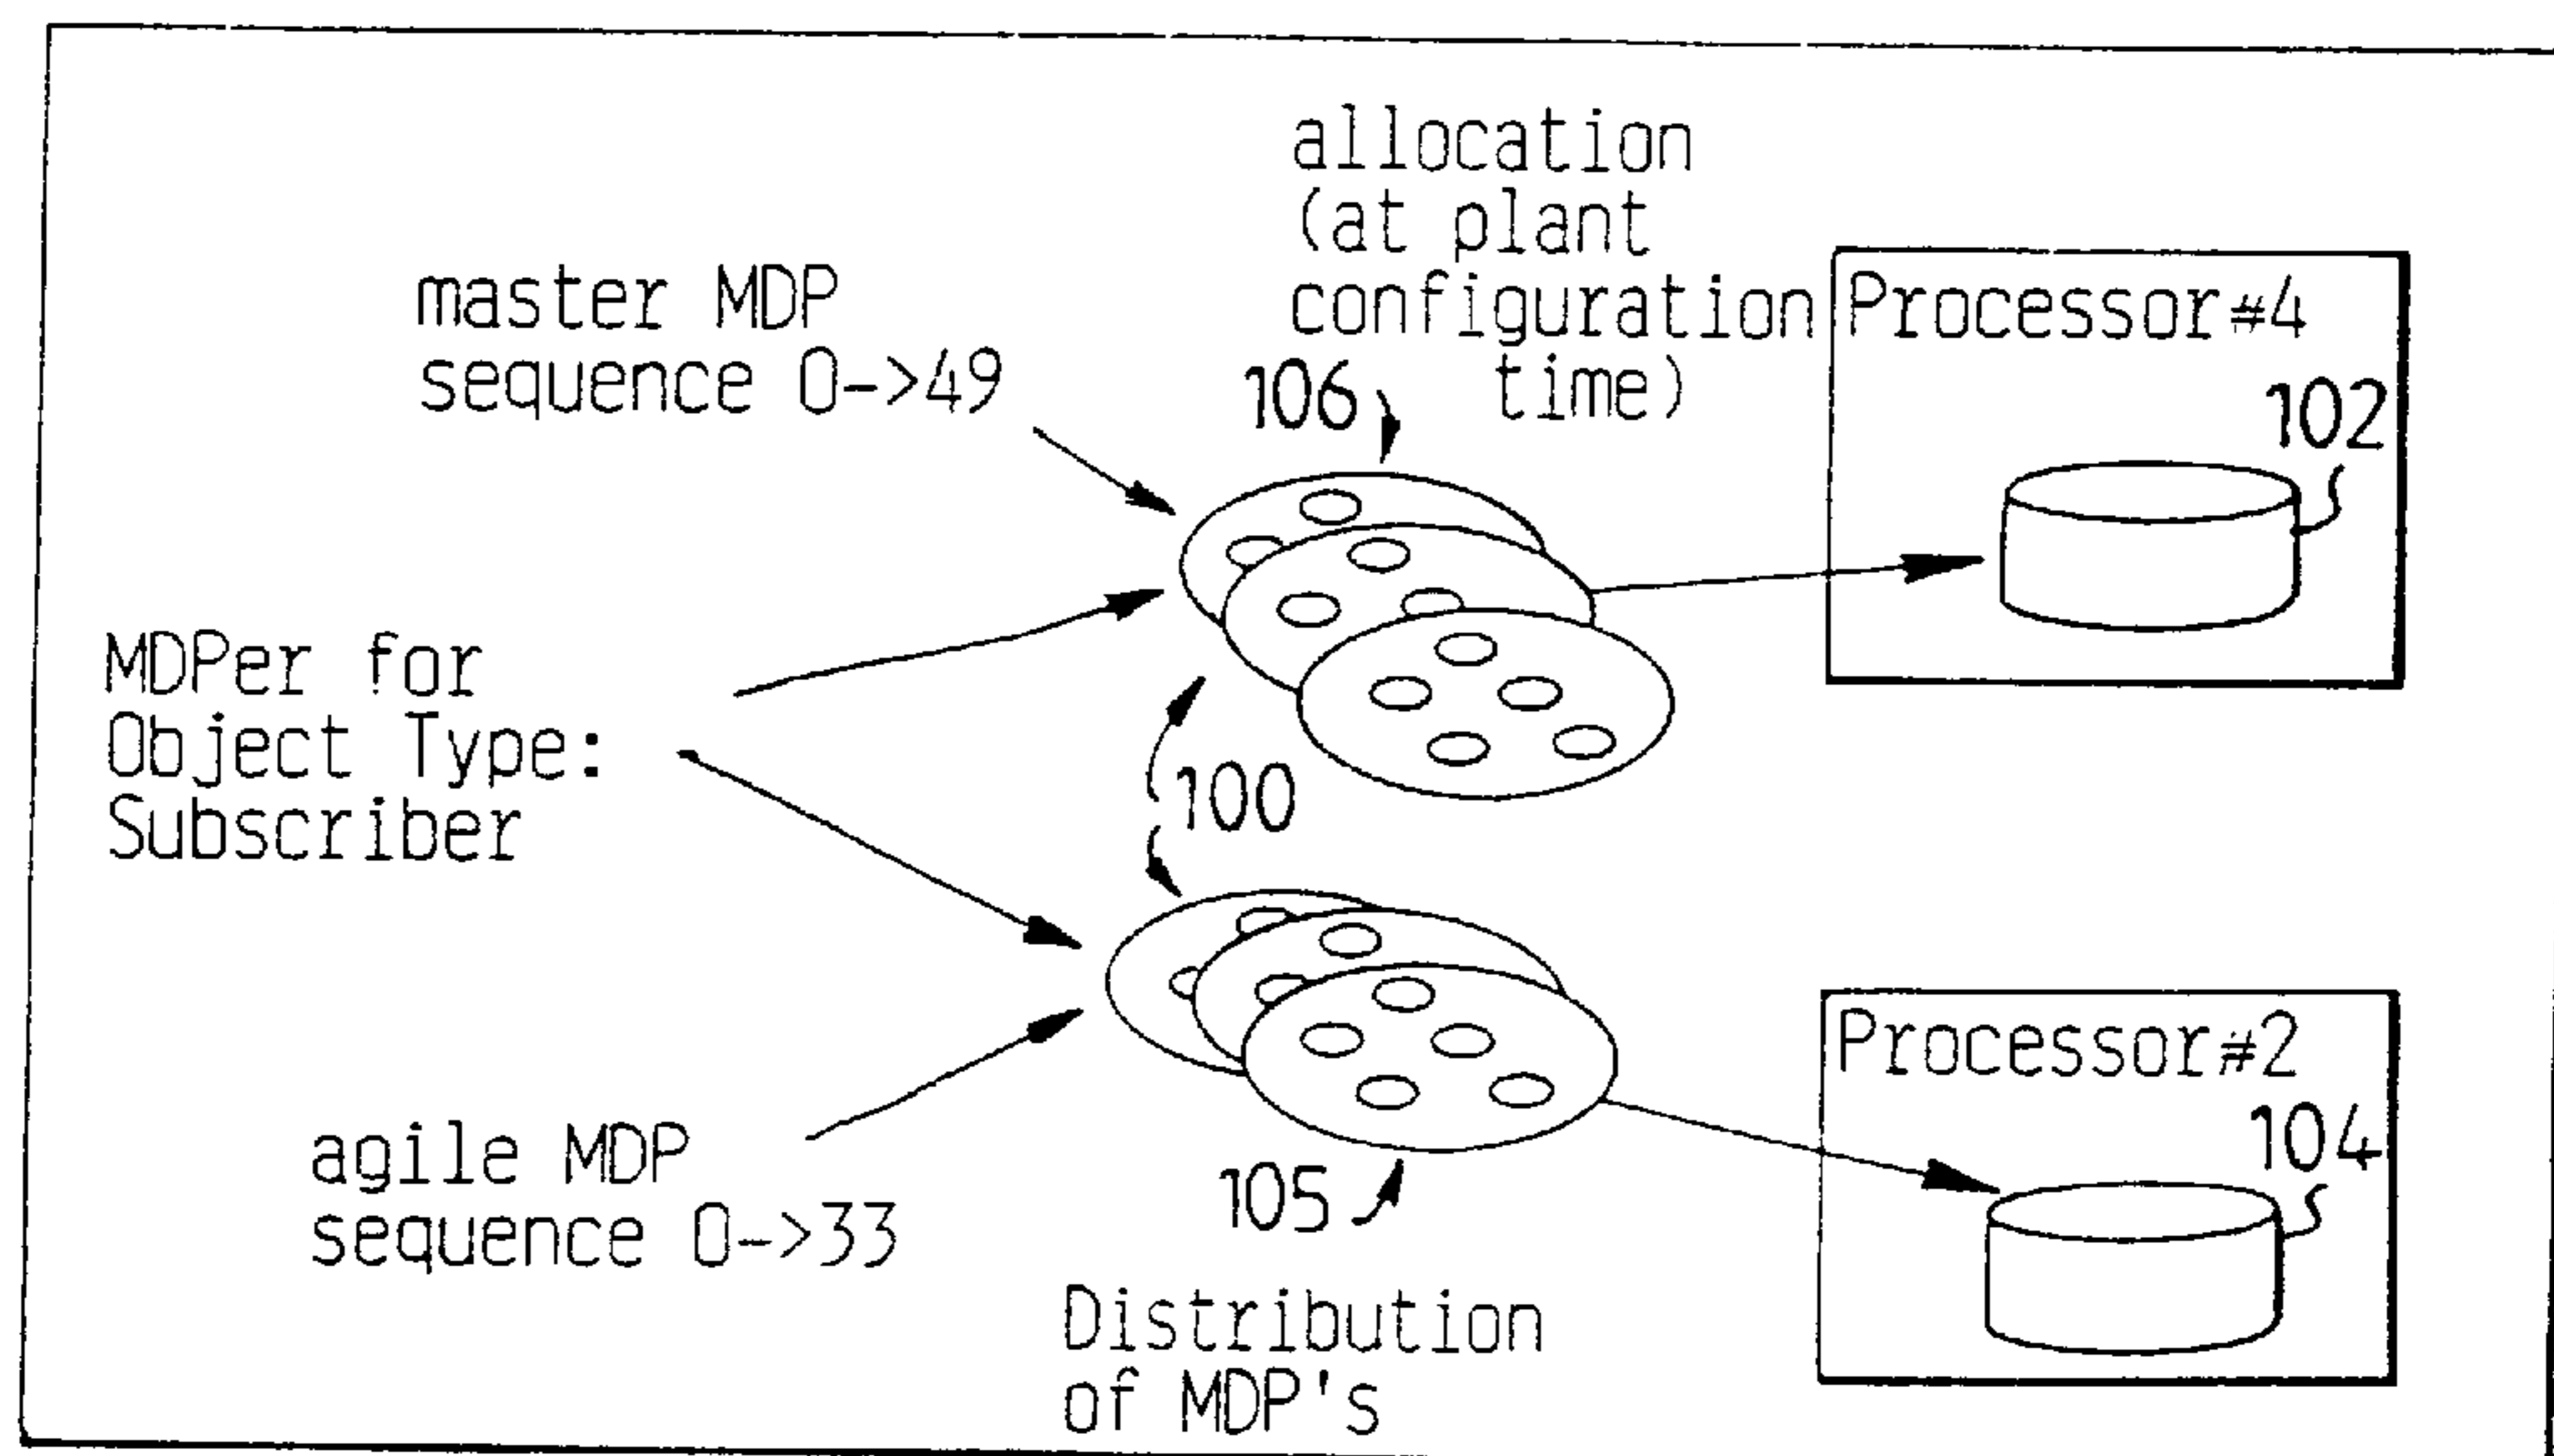 allocation
(at plant
configuration
time)
master MDP
sequence 0->49
106
Processor#4
102
MDPer for
Object Type:
Subscriber
100
Processor#2
104
agile MDP
sequence 0->33
105
Distribution
of MDP's